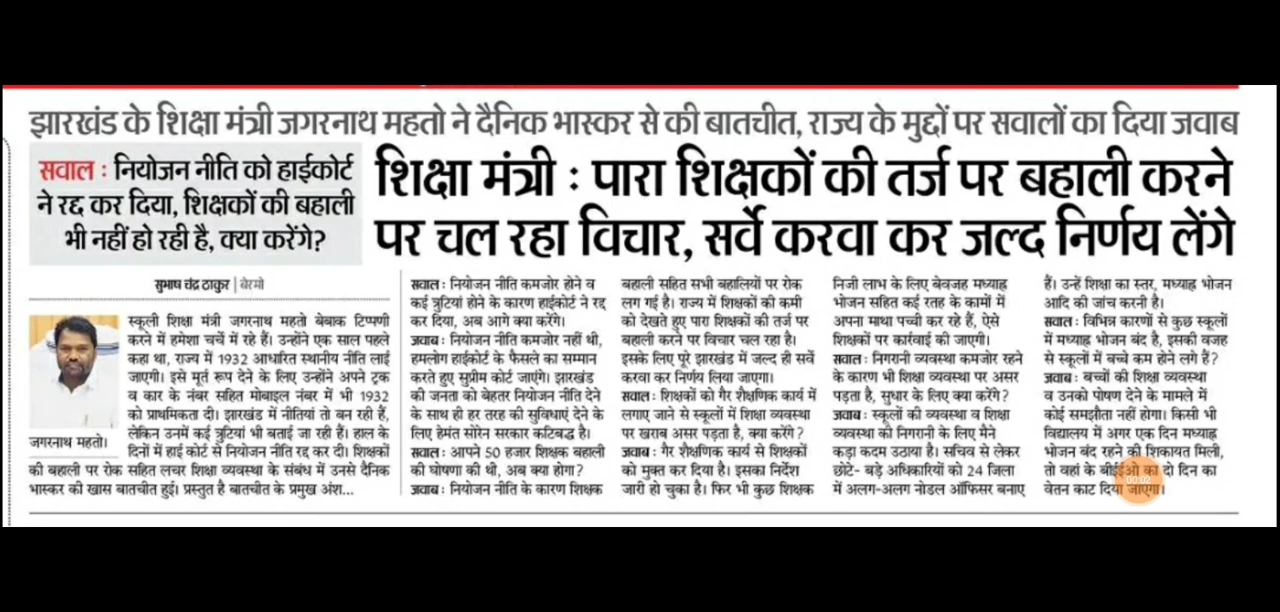 झारखंड के शिक्षा मंत्री जगरनाथ महतो ने दैनिक भास्कर से की बातचीत, राज्य के मुद्दों पर सवालों का दिया जवाब
सवाल : नियोजन नीति को हाईकोर्ट
ने रद्द कर दिया, शिक्षकों की बहाली
भी नहीं हो रही है, क्या करेंगे?
शिक्षा मंत्री : पारा शिक्षकों की तर्ज पर बहाली करने
पर चल रहा विचार, सर्वे करवा कर जल्द निर्णय लेंगे
सुभाष चंद्र ठाकुर | बेरमो
स्कूली शिक्षा मंत्री जगरनाथ महतो बेबाक टिप्पणी
करने में हमेशा चर्चे में रहे हैं। उन्होंने एक साल पहले
कहा था, राज्य में 1932 आधारित स्थानीय नीति लाई
जाएगी। इसे मूर्त रूप देने के लिए उन्होंने अपने ट्रक
व कार के नंबर सहित मोबाइल नंबर में भी 1932
को प्राथमिकता दी। झारखंड में नीतियां तो बन रही हैं,
लेकिन उनमें कई त्रुटियां भी बताई जा रही हैं। हाल के
दिनों में हाई कोर्ट से नियोजन नीति रद्द कर दी। शिक्षकों
जगरनाथ महतो।
की बहाली पर रोक सहित लचर शिक्षा व्यवस्था के संबंध में उनसे दैनिक
भास्कर की खास बातचीत हुई। प्रस्तुत है बातचीत के प्रमुख अंश...
सवाल : नियोजन नीति कमजोर होने व
कई त्रुटियां होने के कारण हाईकोर्ट ने रद्द
कर दिया, अब आगे क्या करेंगे।
जवाब : नियोजन नीति कमजोर नहीं थी,
हमलोग हाईकोर्ट के फैसले का सम्मान
करते हुए सुप्रीम कोर्ट जाएंगे। झारखंड
की जनता को बेहतर नियोजन नीति देने
के साथ ही हर तरह की सुविधाएं देने के
लिए हेमंत सोरेन सरकार कटिबद्ध है।
सवाल : आपने 50 हजार शिक्षक बहाली
की घोषणा की थी, अब क्या होगा?
जवाब : नियोजन नीति के कारण शिक्षक
बहाली सहित सभी बहालियों पर रोक
लग गई है। राज्य में शिक्षकों की कमी
को देखते हुए पारा शिक्षकों की तर्ज पर
बहाली करने पर विचार चल रहा है।
इसके लिए पूरे झारखंड में जल्द ही सर्वे
करवा कर निर्णय लिया जाएगा।
सवाल : शिक्षकों को गैर शैक्षणिक कार्य में
लगाए जाने से स्कूलों में शिक्षा व्यवस्था
पर खराब असर पड़ता है, क्या करेंगे?
जवाब : गैर शैक्षणिक कार्य से शिक्षकों
को मुक्त कर दिया है। इसका निर्देश
जारी हो चुका है। फिर भी कुछ शिक्षक
निजी लाभ के लिए बेवजह मध्याह्न
भोजन सहित कई रतह के कामों में
अपना माथा पच्ची कर रहे हैं, ऐसे
शिक्षकों पर कार्रवाई की जाएगी।
सवाल : निगरानी व्यवस्था कमजोर रहने
के कारण भी शिक्षा व्यवस्था पर असर
पड़ता है, सुधार के लिए क्या करेंगे?
जवाब : स्कूलों की व्यवस्था व शिक्षा
व्यवस्था की निगरानी के लिए मैने
कड़ा कदम उठाया है। सचिव से लेकर
छोटे- बड़े अधिकारियों को 24 जिला
में अलग-अलग नोडल ऑफिसर बनाए
हैं। उन्हें शिक्षा का स्तर, मध्याह्न भोजन
आदि की जांच करनी है।
सवाल : विभिन्न कारणों से कुछ स्कूलों
में मध्याह्न भोजन बंद है, इसकी वजह
से स्कूलों में बच्चे कम होने लगे हैं?
जवाब : बच्चों की शिक्षा व्यवस्था
व उनको पोषण देने के मामले में
कोई समझौता नहीं होगा। किसी भी
विद्यालय में अगर एक दिन मध्याह्न
भोजन बंद रहने की शिकायत मिली,
तो वहां के बीईईओ का दो दिन का
वेतन काट दिया जाएगा।
00:02